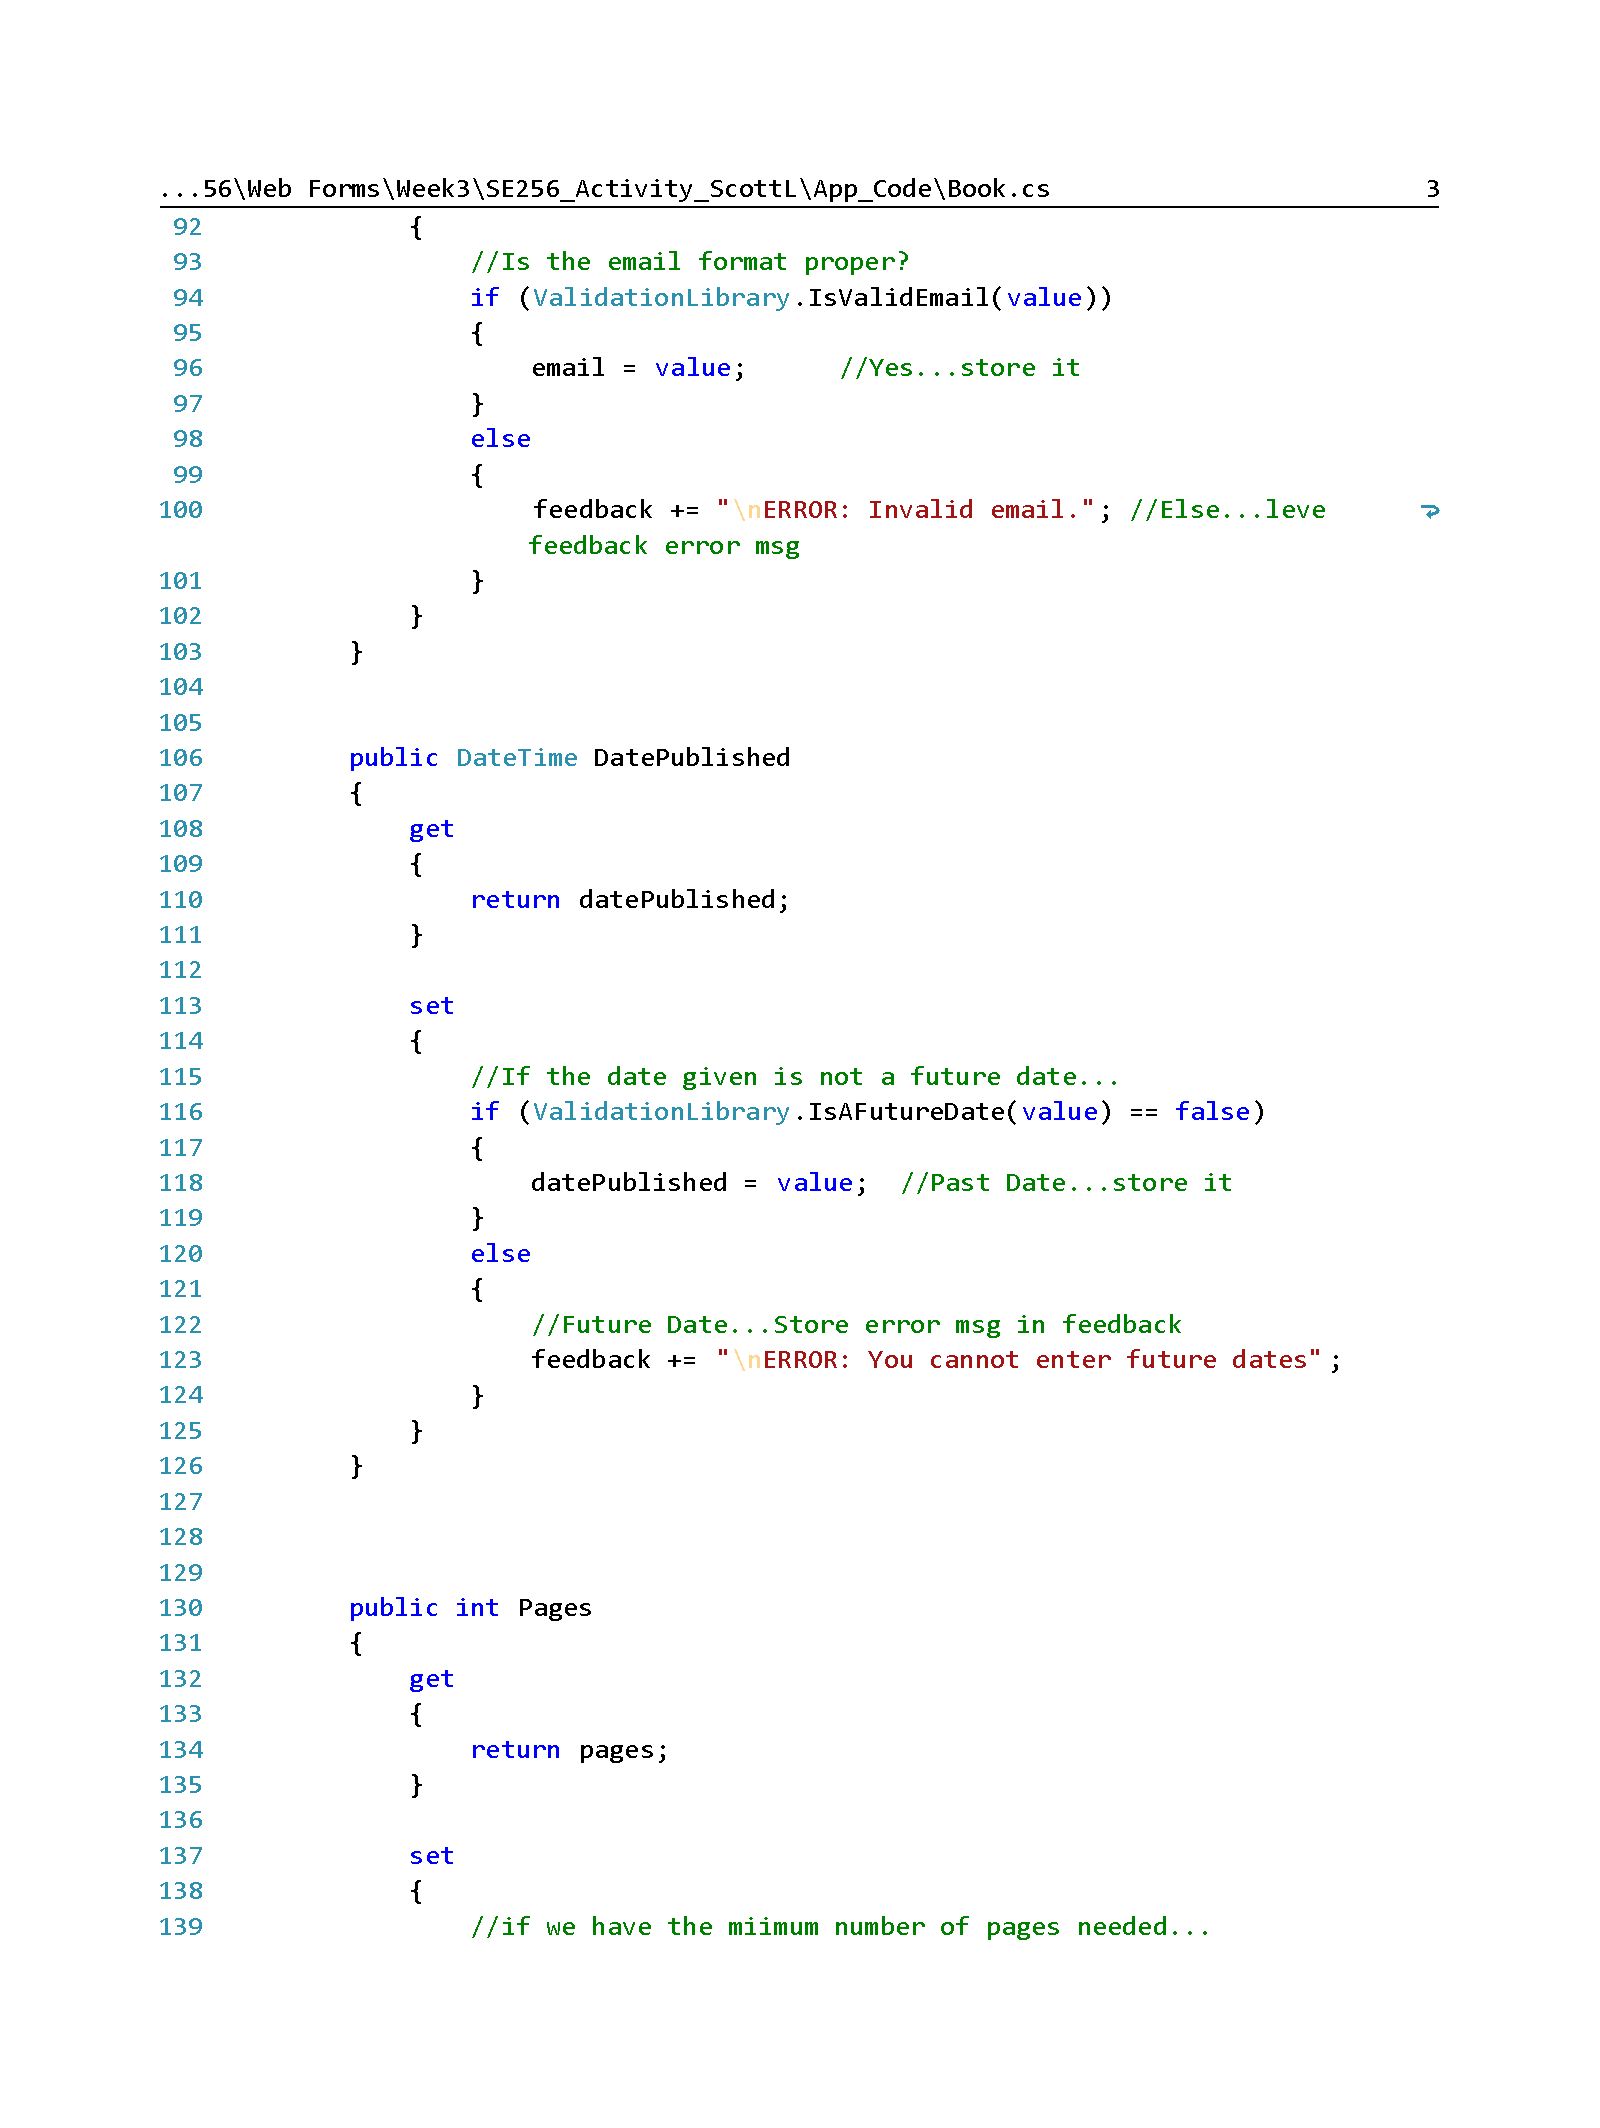 ...56\Web Forms\Week3\SE256_Activity_ScottL\App_Code\Book.cs 3
92 {
93 //Is the email format proper?
94 if (ValidationLibrary.IsValidEmail(value))
95 {
96 email = value; //Yes...store it
97 }
98 else
99 {
100 feedback += "\nERROR: Invalid email."; //Else...leve
feedback error msg
101 }
102 }
103 }
104
105
106 public DateTime DatePublished
107 {
108 get
109 {
110 return datePublished;
111 }
112
113 set
114 {
115 //If the date given is not a future date...
116 if (ValidationLibrary.IsAFutureDate(value) == false)
117 {
118 datePublished = value; //Past Date...store it
119 }
120 else
121 {
122 //Future Date...Store error msg in feedback
123 feedback += "\nERROR: You cannot enter future dates";
124 }
125 }
126 }
127
128
129
130 public int Pages
131 {
132 get
133 {
134 return pages;
135 }
136
137 set
138 {
139 //if we have the miimum number of pages needed...